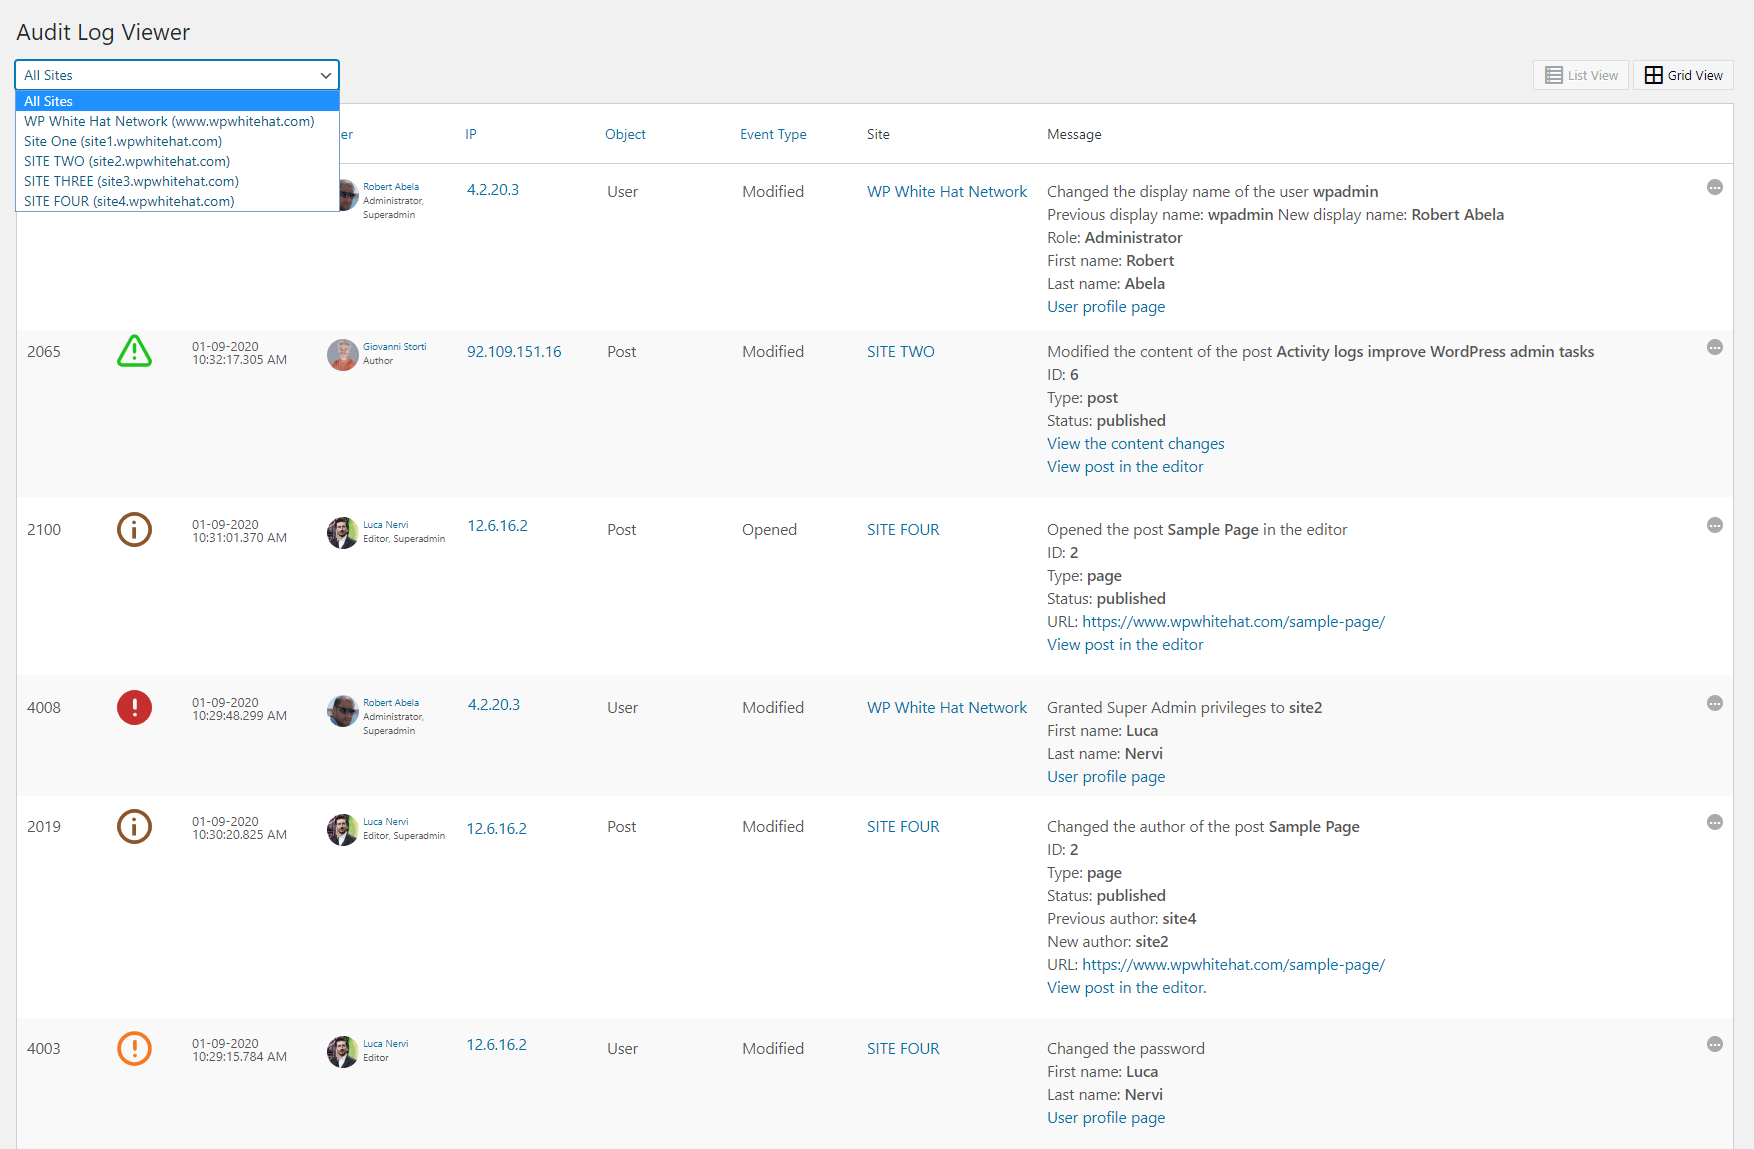 Audit Log Viewer
All Sites
List View
Grid View
All Sites
WP White Hat Network (www.wpwhitehat.com)
Site One (site1.wpwhitehat.com)
SITE TWO (site2.wpwhitehat.com)
SITE THREE (site3.wpwhitehat.com)
SITE FOUR (site4.wpwhitehat.com)
er IP Object Event Type Site Message
Robert Abela
Administrator,
Superadmin
4.2.20.3
User
Modified
WP White Hat Network
Changed the display name of the user wpadmin
Previous display name: wpadmin New display name: Robert Abela
Role: Administrator
First name: Robert
Last name: Abela
User profile page
2065
01-09-2020
10:32:17.305 AM
Giovanni Storti
Author
92.109.151.16
Post
Modified
SITE TWO
Modified the content of the post Activity logs improve WordPress admin tasks
ID: 6
Type: post
Status: published
View the content changes
View post in the editor
2100
01-09-2020
10:31:01.370 AM
Luca Nervi
Editor, Superadmin
12.6.16.2
Post
Opened
SITE FOUR
Opened the post Sample Page in the editor
ID: 2
Type: page
Status: published
URL: https://www.wpwhitehat.com/sample-page/
View post in the editor
4008
01-09-2020
10:29:48.299 AM
Robert Abela
Administrator,
Superadmin
4.2.20.3
User
Modified
WP White Hat Network
Granted Super Admin privileges to site2
First name: Luca
Last name: Nervi
User profile page
2019
01-09-2020
10:30:20.825 AM
Luca Nervi
Editor, Superadmin
12.6.16.2
Post
Modified
SITE FOUR
Changed the author of the post Sample Page
ID: 2
Type: page
Status: published
Previous author: site4
New author: site2
URL: https://www.wpwhitehat.com/sample-page/
View post in the editor.
4003
01-09-2020
10:29:15.784 AM
Luca Nervi
Editor
12.6.16.2
User
Modified
SITE FOUR
Changed the password
First name: Luca
Last name: Nervi
User profile page